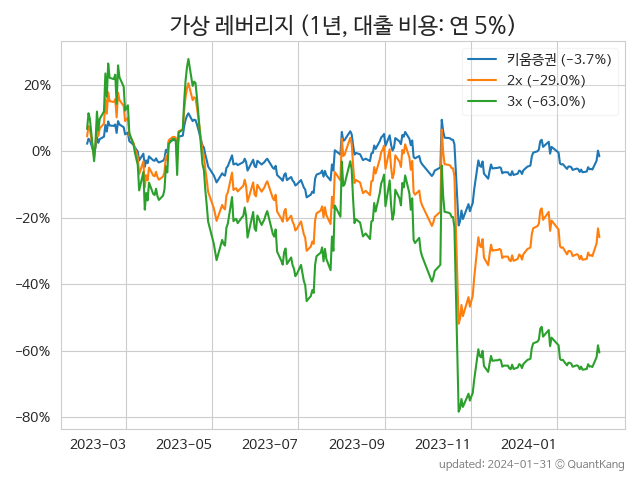 가상 레버리지 (1년, 대출 비용: 연 5%)
키움증권 (−3.7%)
2x (−29.0%)
3x (−63.0%)
20%
0%
−20%
−40%
−60%
−80%
2023-03 2023-05 2023-07 2023-09 2023-11 2024-01
updated: 2024-01-31 © QuantKang